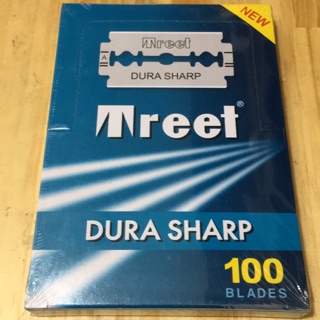 NEW
Treet
A
DURA SHARP
Treet®
DURA SHARP
100
BLADES